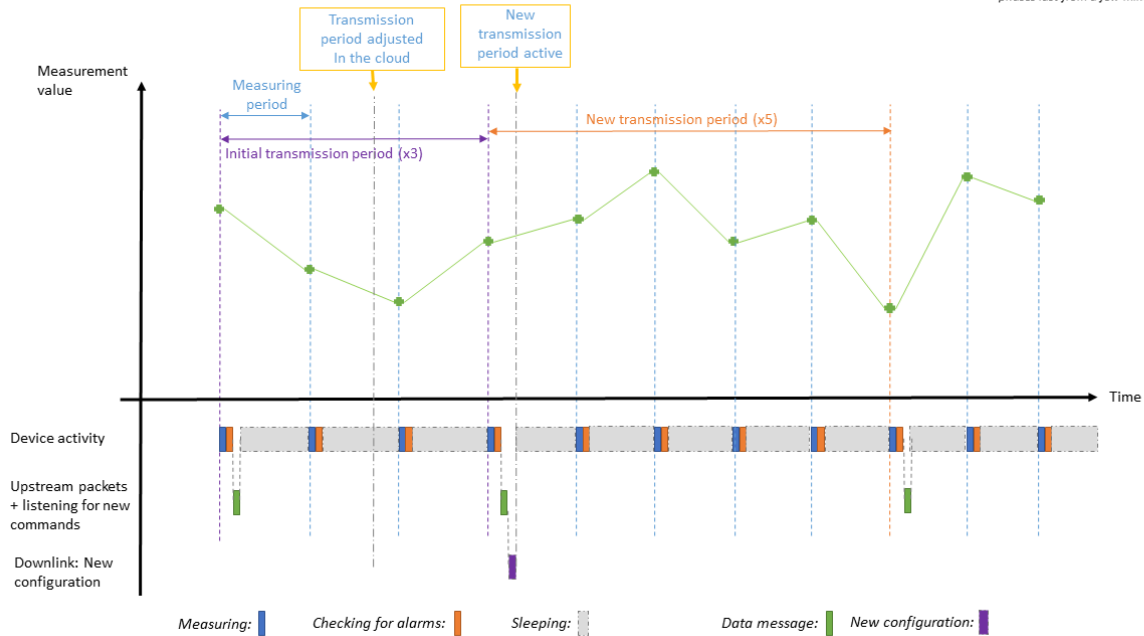 Transmission
period adjusted
In the cloud
New
transmission
period active
Measurement
value
Measuring
period
New transmission period (x5)
Initial transmission period (x3)
Time
Device activity
Upstream packets
+ listening for new
commands
Downlink: New
configuration
Measuring:
Checking for alarms:
Sleeping:
Data message:
New configuration: